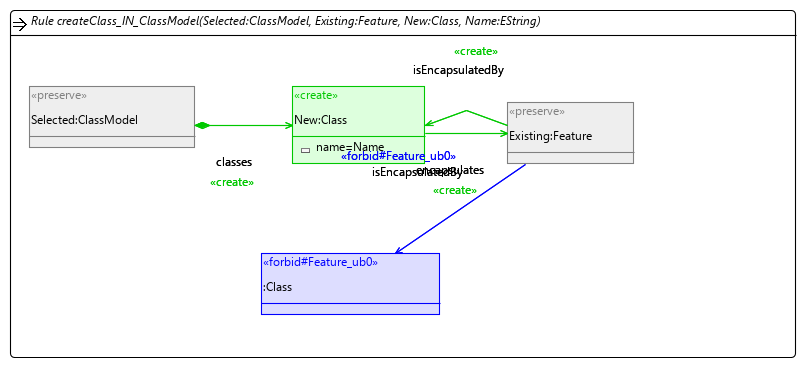 Rule createClass_IN_ClassModel(Selected:ClassModel, Existing:Feature, New:Class, Name:EString)
«create»
isEncapsulatedBy
«preserve»
Selected:ClassModel
«create»
New:Class
name=Name
«preserve»
Existing:Feature
classes
«create»
«forbid#Feature_ub0»
isEncapsulatedBy
encapsulates
«create»
«forbid#Feature_ub0»
:Class